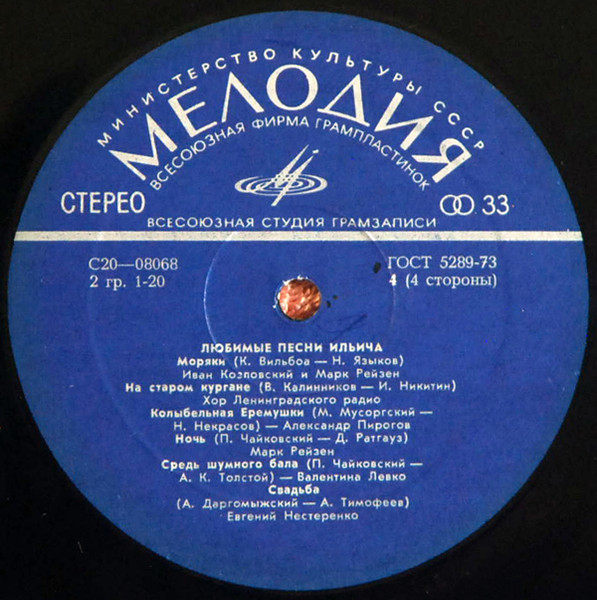 МИНИСТЕРСТВО КУЛЬТУРЫ СССР
МЕЛОДИЯ
ВСЕСОЮЗНАЯ ФИРМА ГРАМПЛАСТИНОК
СТЕРЕО
33
ВСЕСОЮЗНАЯ СТУДИЯ ГРАМЗАПИСИ
С20—08068
ГОСТ 5289-73
2 гр. 1-20
4 (4 стороны)
ЛЮБИМЫЕ ПЕСНИ ИЛЬИЧА
Моряки (К. Вильбоа — Н. Языков)
Иван Козловский и Марк Рейзен
На старом кургане (В. Калинников — И. Никитин)
Хор Ленинградского радио
Колыбельная Еремушки (М. Мусоргский —
Н. Некрасов) — Александр Пирогов
Ночь (П. Чайковский — Д. Ратгауз)
Марк Рейзен
Средь шумного бала (П. Чайковский —
А. К. Толстой) — Валентина Левко
Свадьба
(А. Даргомыжский — А. Тимофеев)
Евгений Нестеренко